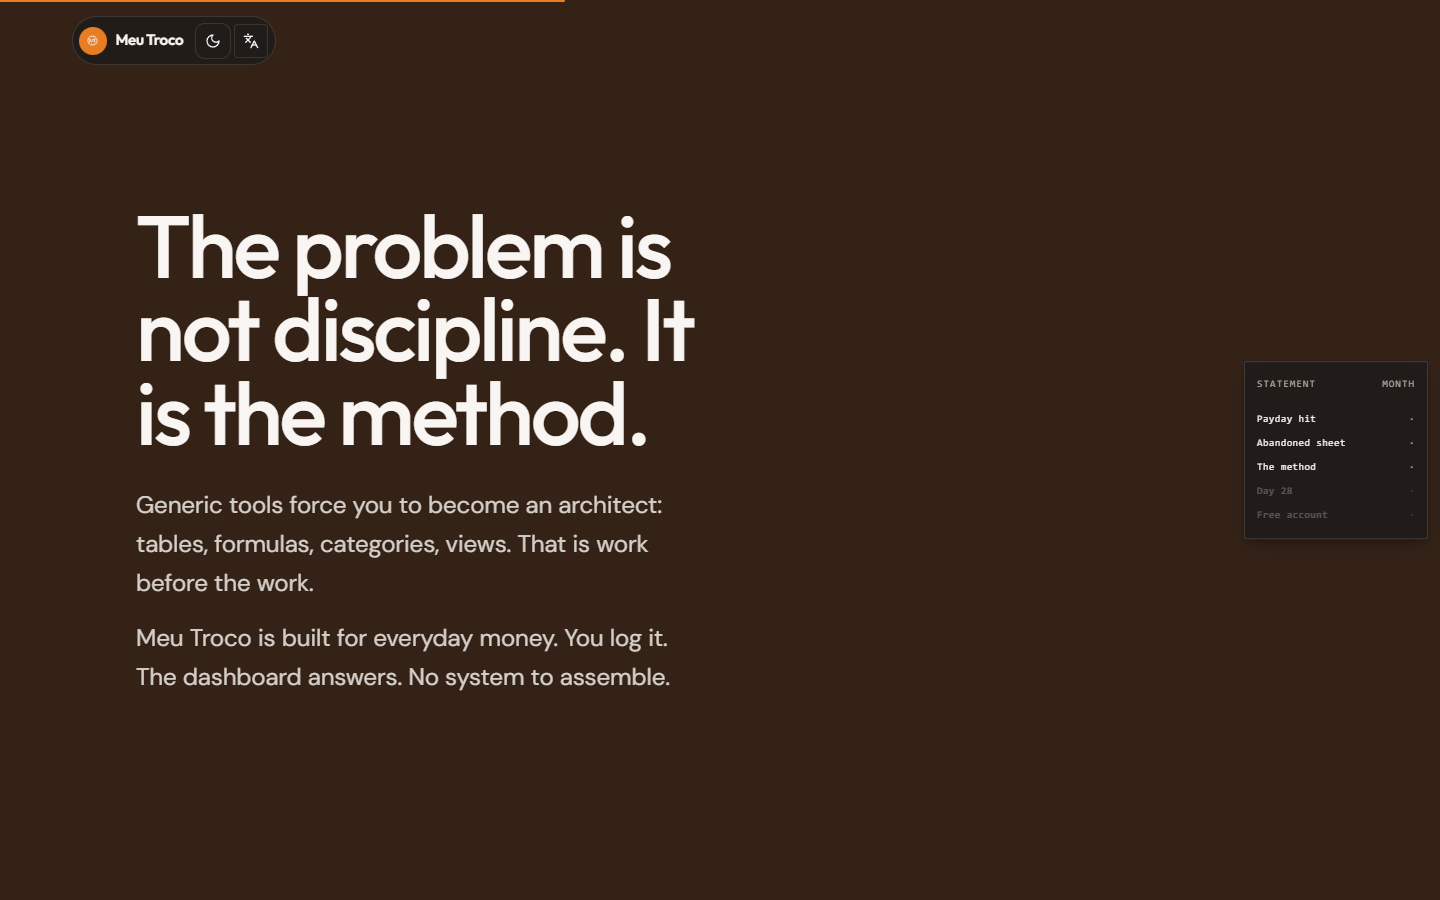 Meu Troco
The problem is
not discipline. It
is the method.
Generic tools force you to become an architect:
tables, formulas, categories, views. That is work
before the work.
Meu Troco is built for everyday money. You log it.
The dashboard answers. No system to assemble.
STATEMENT MONTH
Payday hit ·
Abandoned sheet ·
The method ·
Day 28 ·
Free account ·